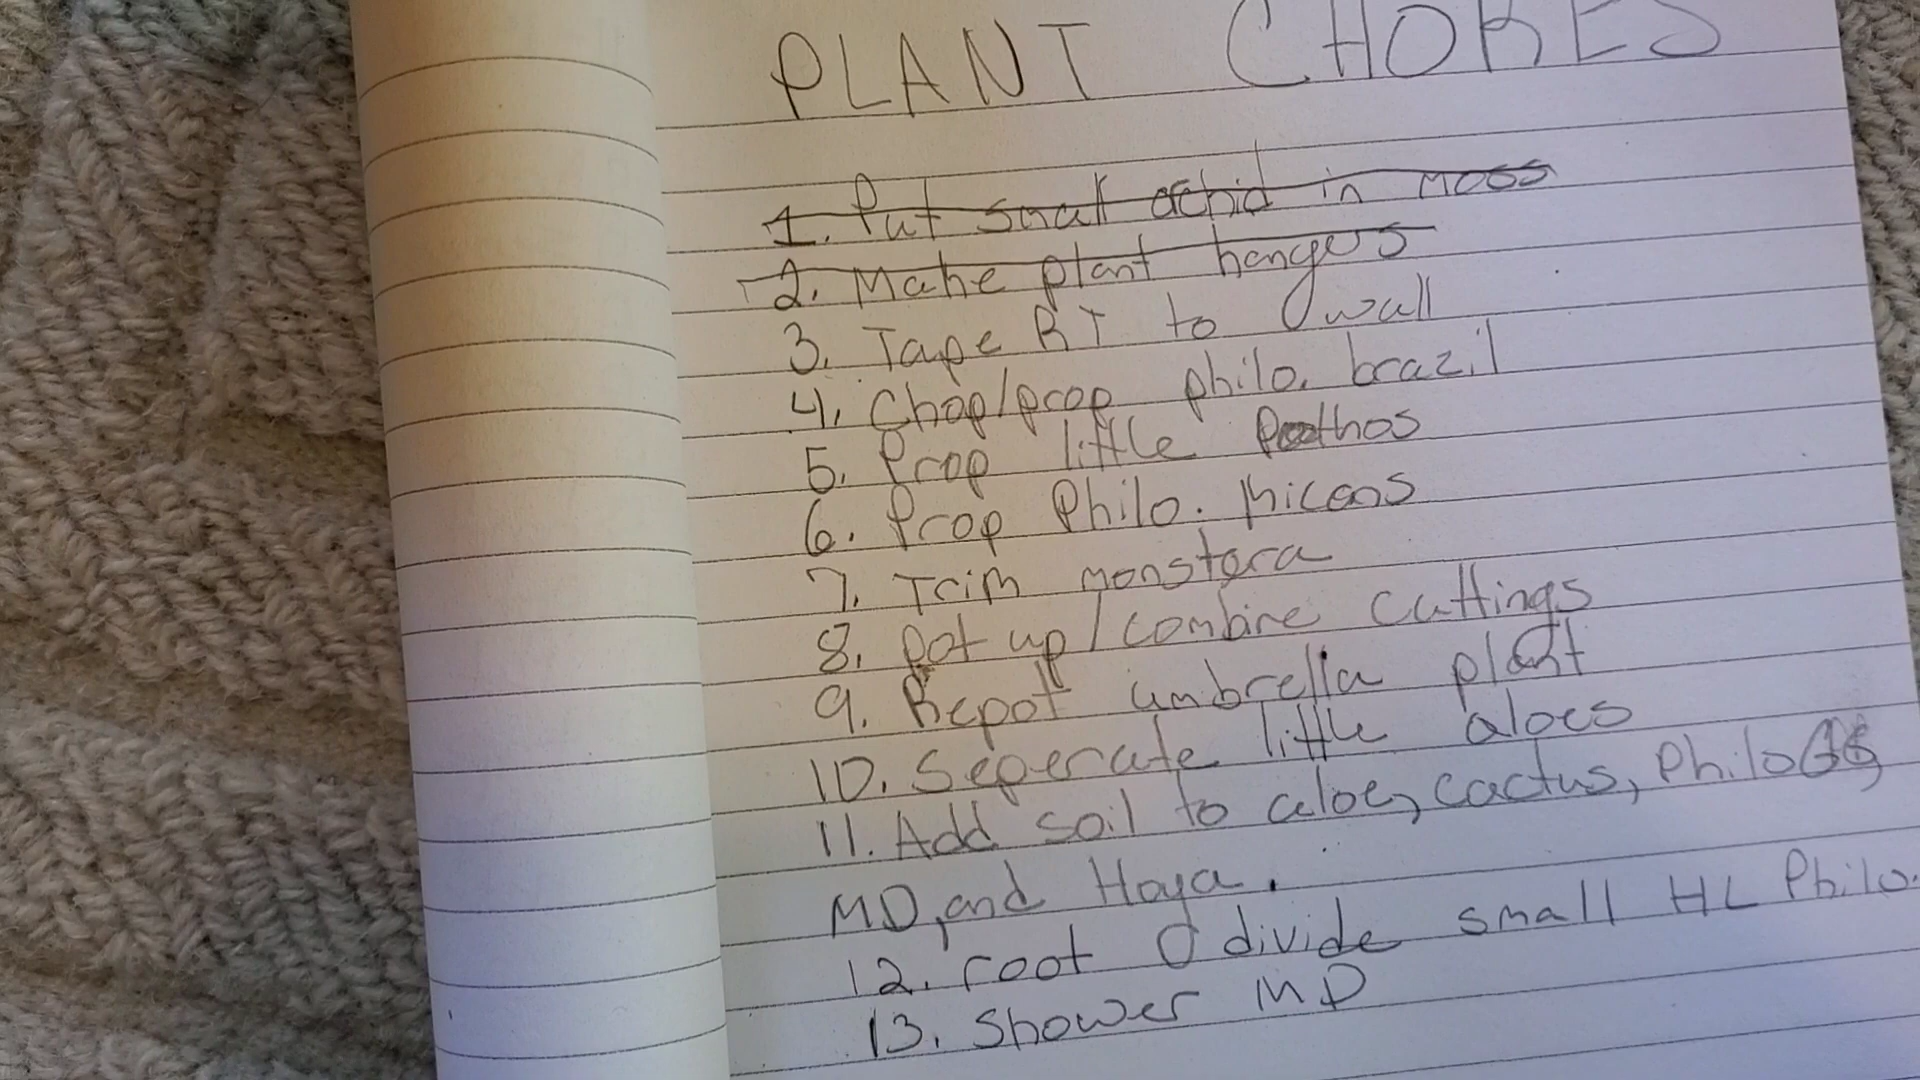 PLANT CHORES
1. Put small orchid in moss
2. Make plant hangers
3. Tape RT to wall
4. Chop/prop philo. brazil
5. Prop little Pothos
6. Prop Philo. Micans
7. Trim monstera
8. pot up/combine cuttings
9. Repot umbrella plant
10. Seperate little aloes
11. Add soil to aloe, cactus, Philo
MD, and Hoya.
12. root divide small HL Philo.
13. Shower MD